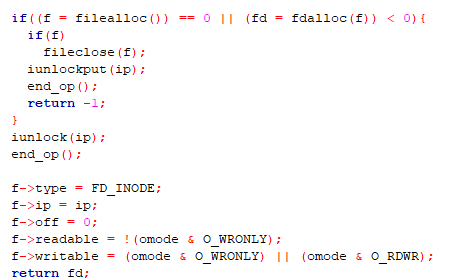 if((f = filealloc()) == 0 || (fd = fdalloc(f)) < 0){
  if(f)
    fileclose(f);
  iunlockput(ip);
  end_op();
  return -1;
}
iunlock(ip);
end_op();

f->type = FD_INODE;
f->ip = ip;
f->off = 0;
f->readable = !(omode & O_WRONLY);
f->writable = (omode & O_WRONLY) || (omode & O_RDWR);
return fd;